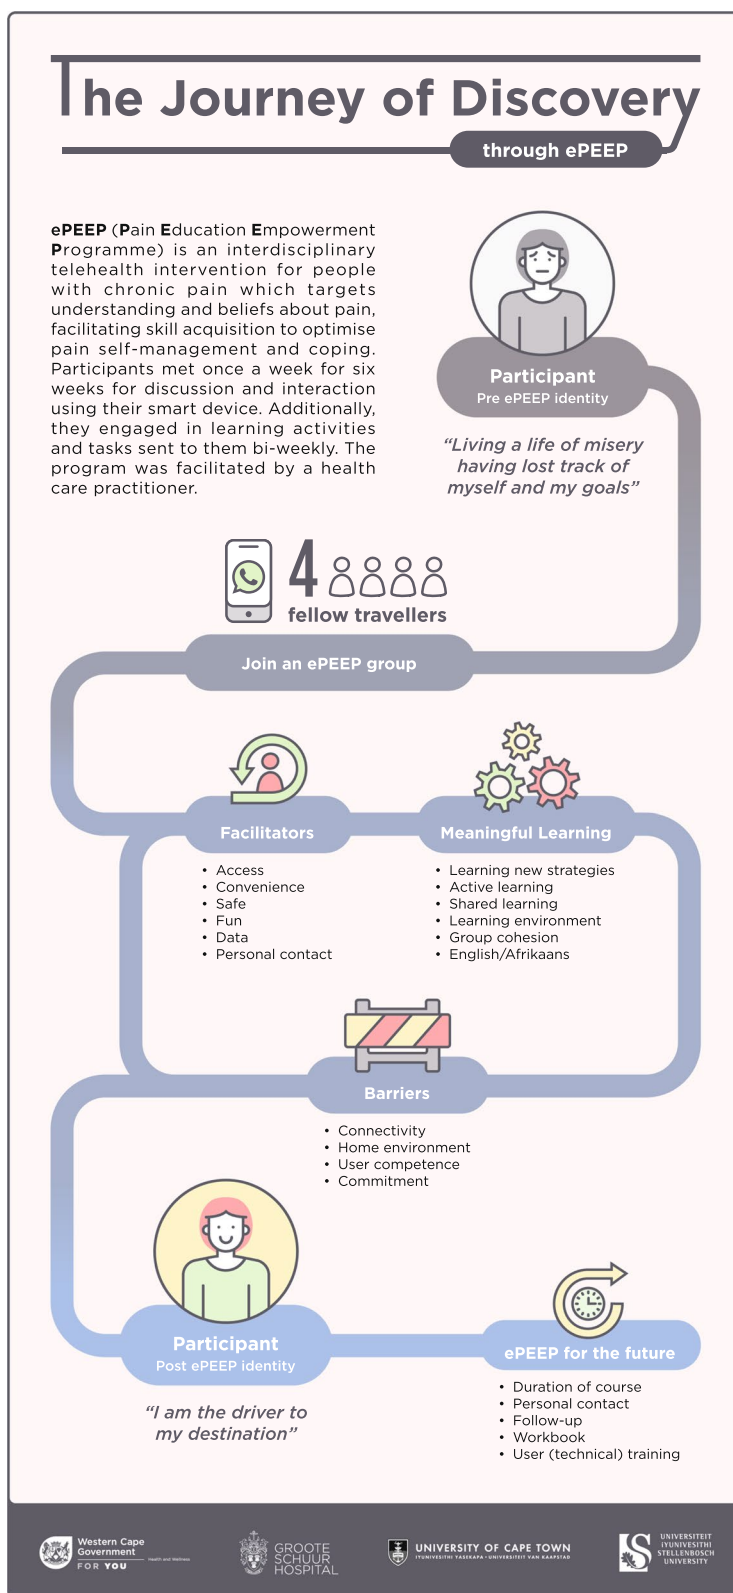 The Journey of Discovery
through ePEEP
ePEEP (Pain Education Empowerment
Programme) is an interdisciplinary
telehealth intervention for people
with chronic pain which targets
understanding and beliefs about pain,
facilitating skill acquisition to optimise
pain self-management and coping.
Participants met once a week for six
weeks for discussion and interaction
using their smart device. Additionally,
they engaged in learning activities
and tasks sent to them bi-weekly. The
program was facilitated by a health
care practitioner.
Participant
Pre ePEEP identity
“Living a life of misery
having lost track of
myself and my goals”
4
fellow travellers
Join an ePEEP group
Facilitators
• Access
• Convenience
• Safe
• Fun
• Data
• Personal contact
Meaningful Learning
• Learning new strategies
• Active learning
• Shared learning
• Learning environment
• Group cohesion
• English/Afrikaans
Barriers
• Connectivity
• Home environment
• User competence
• Commitment
Participant
Post ePEEP identity
“I am the driver to
my destination”
ePEEP for the future
• Duration of course
• Personal contact
• Follow-up
• Workbook
• User (technical) training
Western Cape
Government
FOR YOU
Health and Wellness
GROOTE
SCHUUR
HOSPITAL
UNIVERSITY OF CAPE TOWN
IYUNIVESITHI YASEKAPA • UNIVERSITEIT VAN KAAPSTAD
UNIVERSITEIT
iYUNIVESITHI
STELLENBOSCH
UNIVERSITY